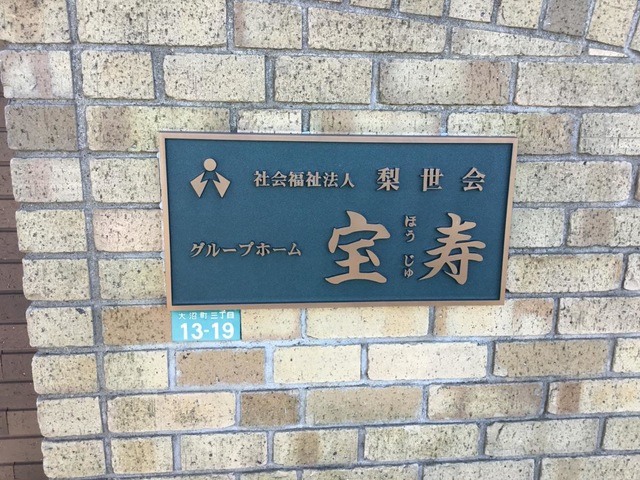 社会福祉法人 梨世会
グループホーム 宝寿
ほうじゅ
大沼町三丁目
13-19